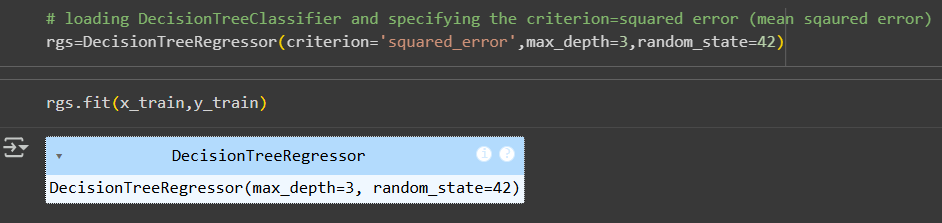 # loading DecisionTreeClassifier and specifying the criterion=squared error (mean sqaured error)
rgs=DecisionTreeRegressor(criterion='squared_error',max_depth=3,random_state=42)
rgs.fit(x_train,y_train)
DecisionTreeRegressor i ?
DecisionTreeRegressor(max_depth=3, random_state=42)